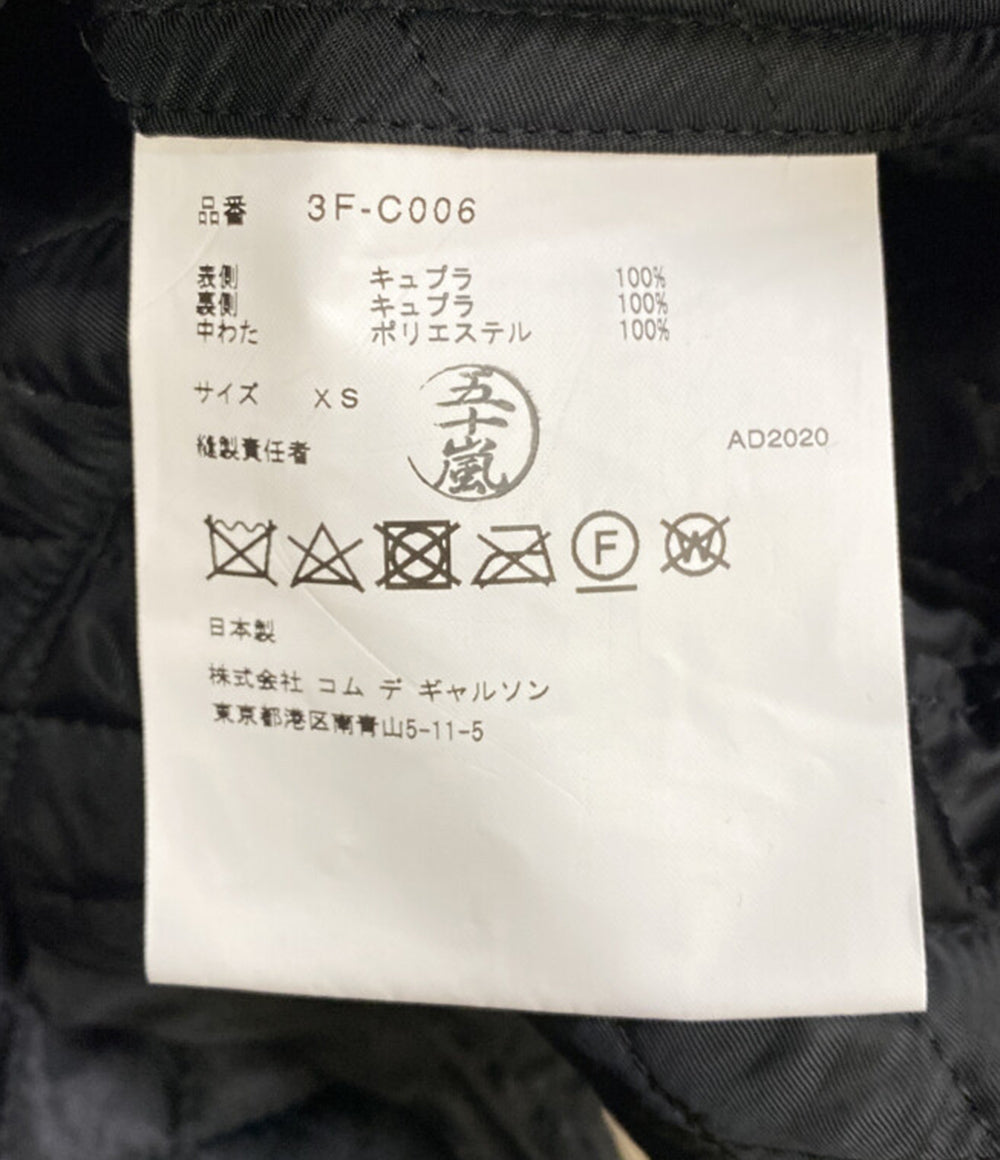 品番 3F-C006
表側 キュプラ 100%
裏側 キュプラ 100%
中わた ポリエステル 100%
サイズ XS
五十嵐
縫製責任者
AD2020
F W
日本製
株式会社 コム デ ギャルソン
東京都港区南青山5-11-5